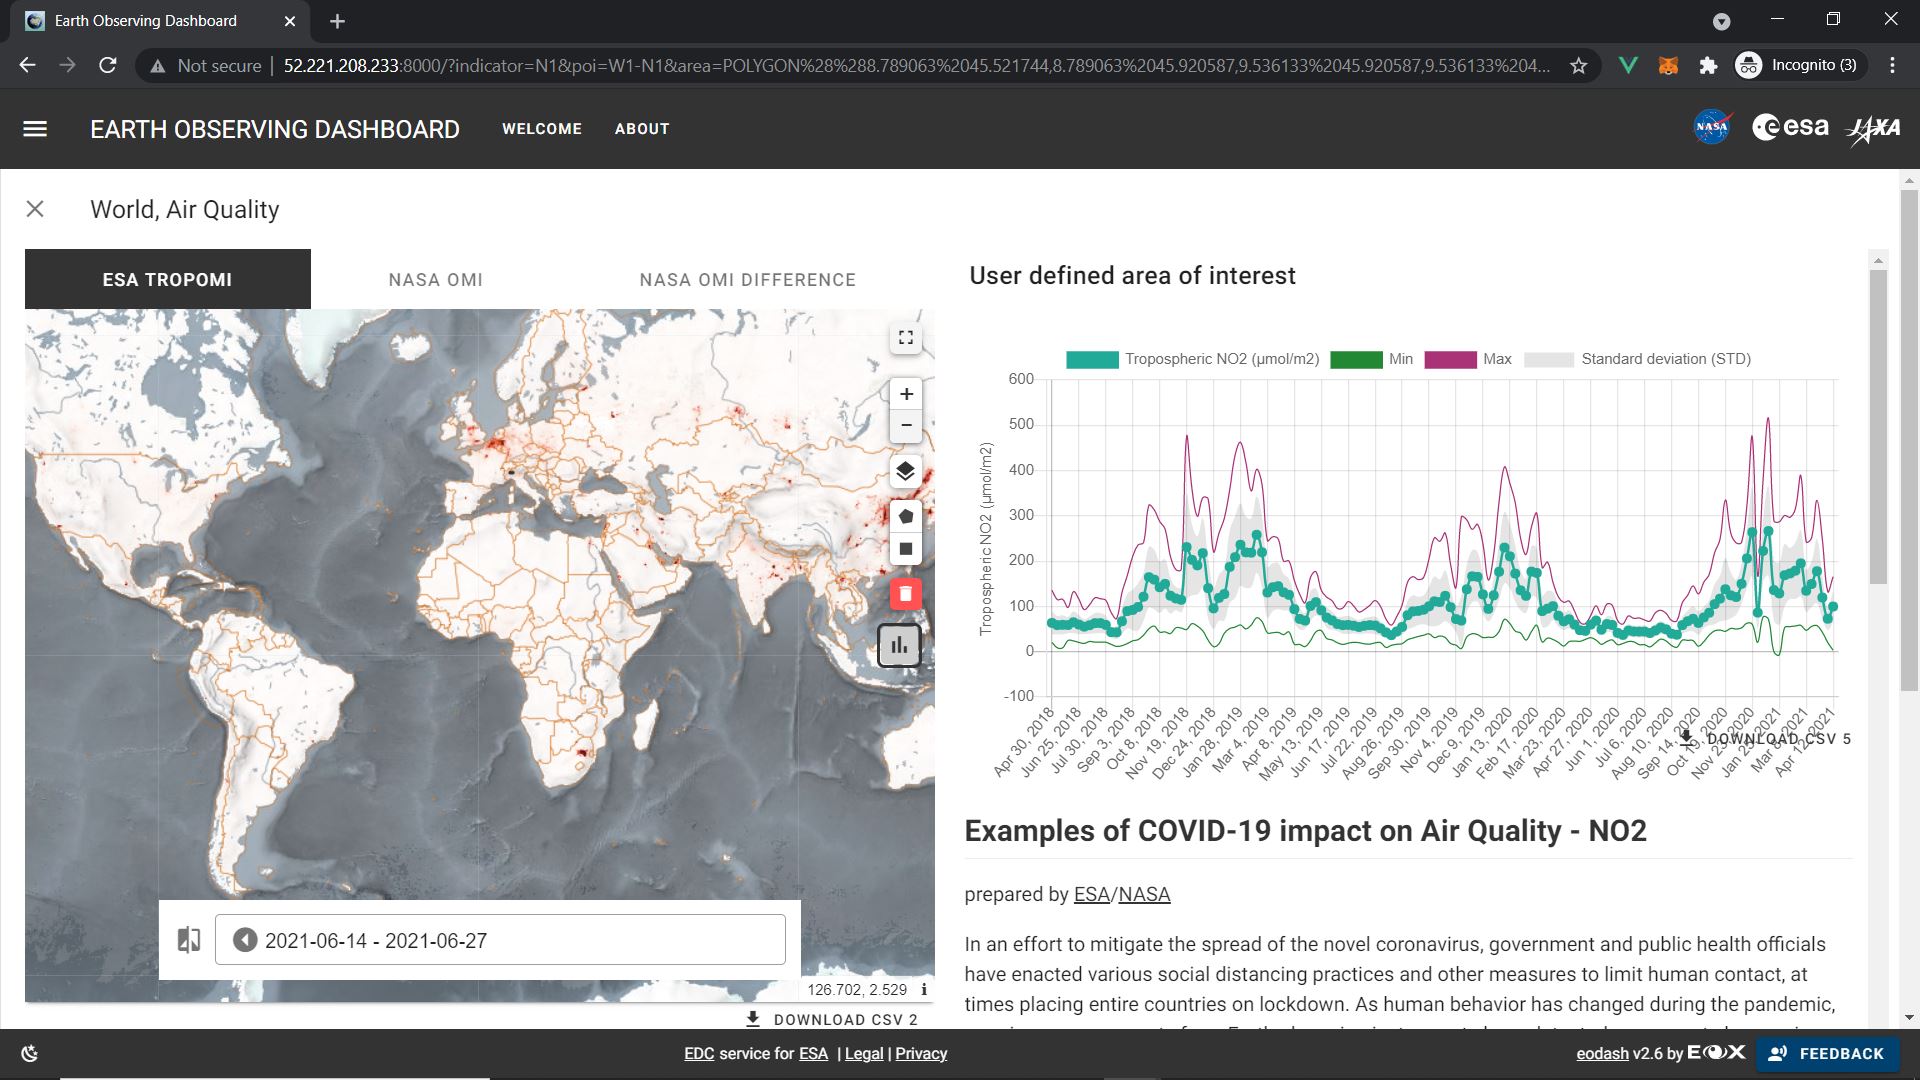 Earth Observing Dashboard
Not secure
52.221.208.233:8000/?indicator=N1&poi=W1-N1&area=POLYGON%28%288.789063%2045.521744,8.789063%2045.920587,9.536133%2045.920587,9.536133%204...
Incognito (3)
EARTH OBSERVING DASHBOARD
WELCOME
ABOUT
NASA
esa
JAXA
World, Air Quality
ESA TROPOMI
NASA OMI
NASA OMI DIFFERENCE
126.702, 2.529
2021-06-14 - 2021-06-27
DOWNLOAD CSV 2
User defined area of interest
Tropospheric NO2 (µmol/m2)
Min
Max
Standard deviation (STD)
Tropospheric NO2 (µmol/m2)
600
500
400
300
200
100
0
-100
Apr 30, 2018
Jun 25, 2018
Jul 30, 2018
Sep 3, 2018
Oct 8, 2018
Nov 19, 2018
Dec 24, 2018
Jan 28, 2019
Mar 4, 2019
Apr 8, 2019
May 13, 2019
Jun 17, 2019
Jul 22, 2019
Aug 26, 2019
Sep 30, 2019
Nov 4, 2019
Dec 9, 2019
Jan 13, 2020
Feb 17, 2020
Mar 23, 2020
Apr 27, 2020
Jun 1, 2020
Jul 6, 2020
Aug 10, 2020
Sep 14, 2020
Oct 19, 2020
Nov 23, 2020
Jan 25, 2021
Mar 8, 2021
Apr 12, 2021
DOWNLOAD CSV 5
Examples of COVID-19 impact on Air Quality - NO2
prepared by ESA/NASA
In an effort to mitigate the spread of the novel coronavirus, government and public health officials
have enacted various social distancing practices and other measures to limit human contact, at
times placing entire countries on lockdown. As human behavior has changed during the pandemic,
EDC service for ESA | Legal | Privacy
eodash v2.6 by EOX
FEEDBACK